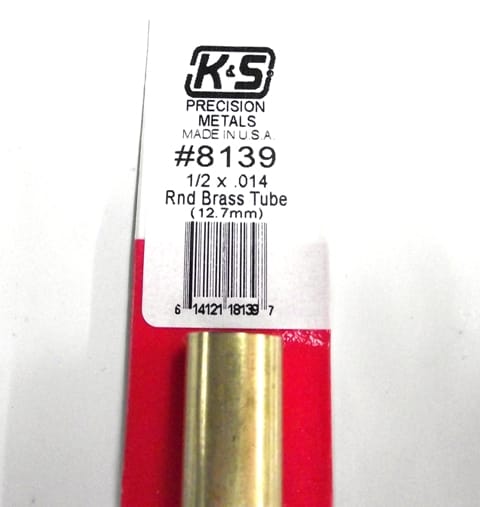 K&S
PRECISION
METALS
MADE IN U.S.A.
#8139
1/2 x .014
Rnd Brass Tube
(12.7mm)
6 14121 18139 7